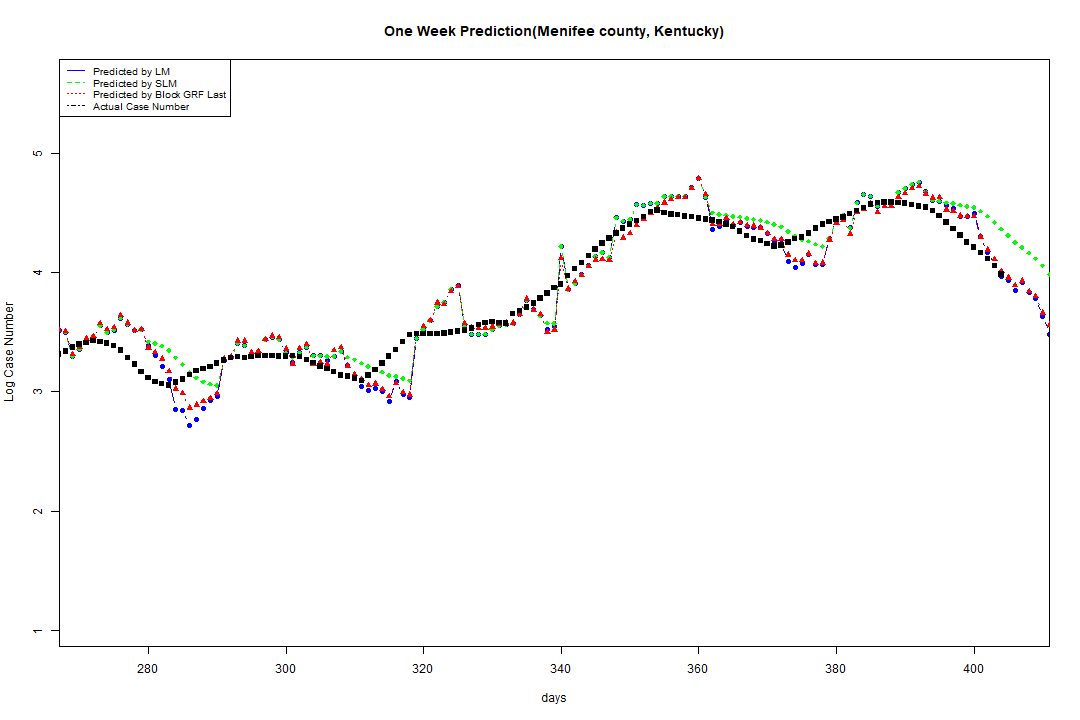 One Week Prediction(Menifee county, Kentucky)
Predicted by LM
Predicted by SLM
Predicted by Block GRF Last
Actual Case Number
5
4
3
2
1
Log Case Number
280 300 320 340 360 380 400
days